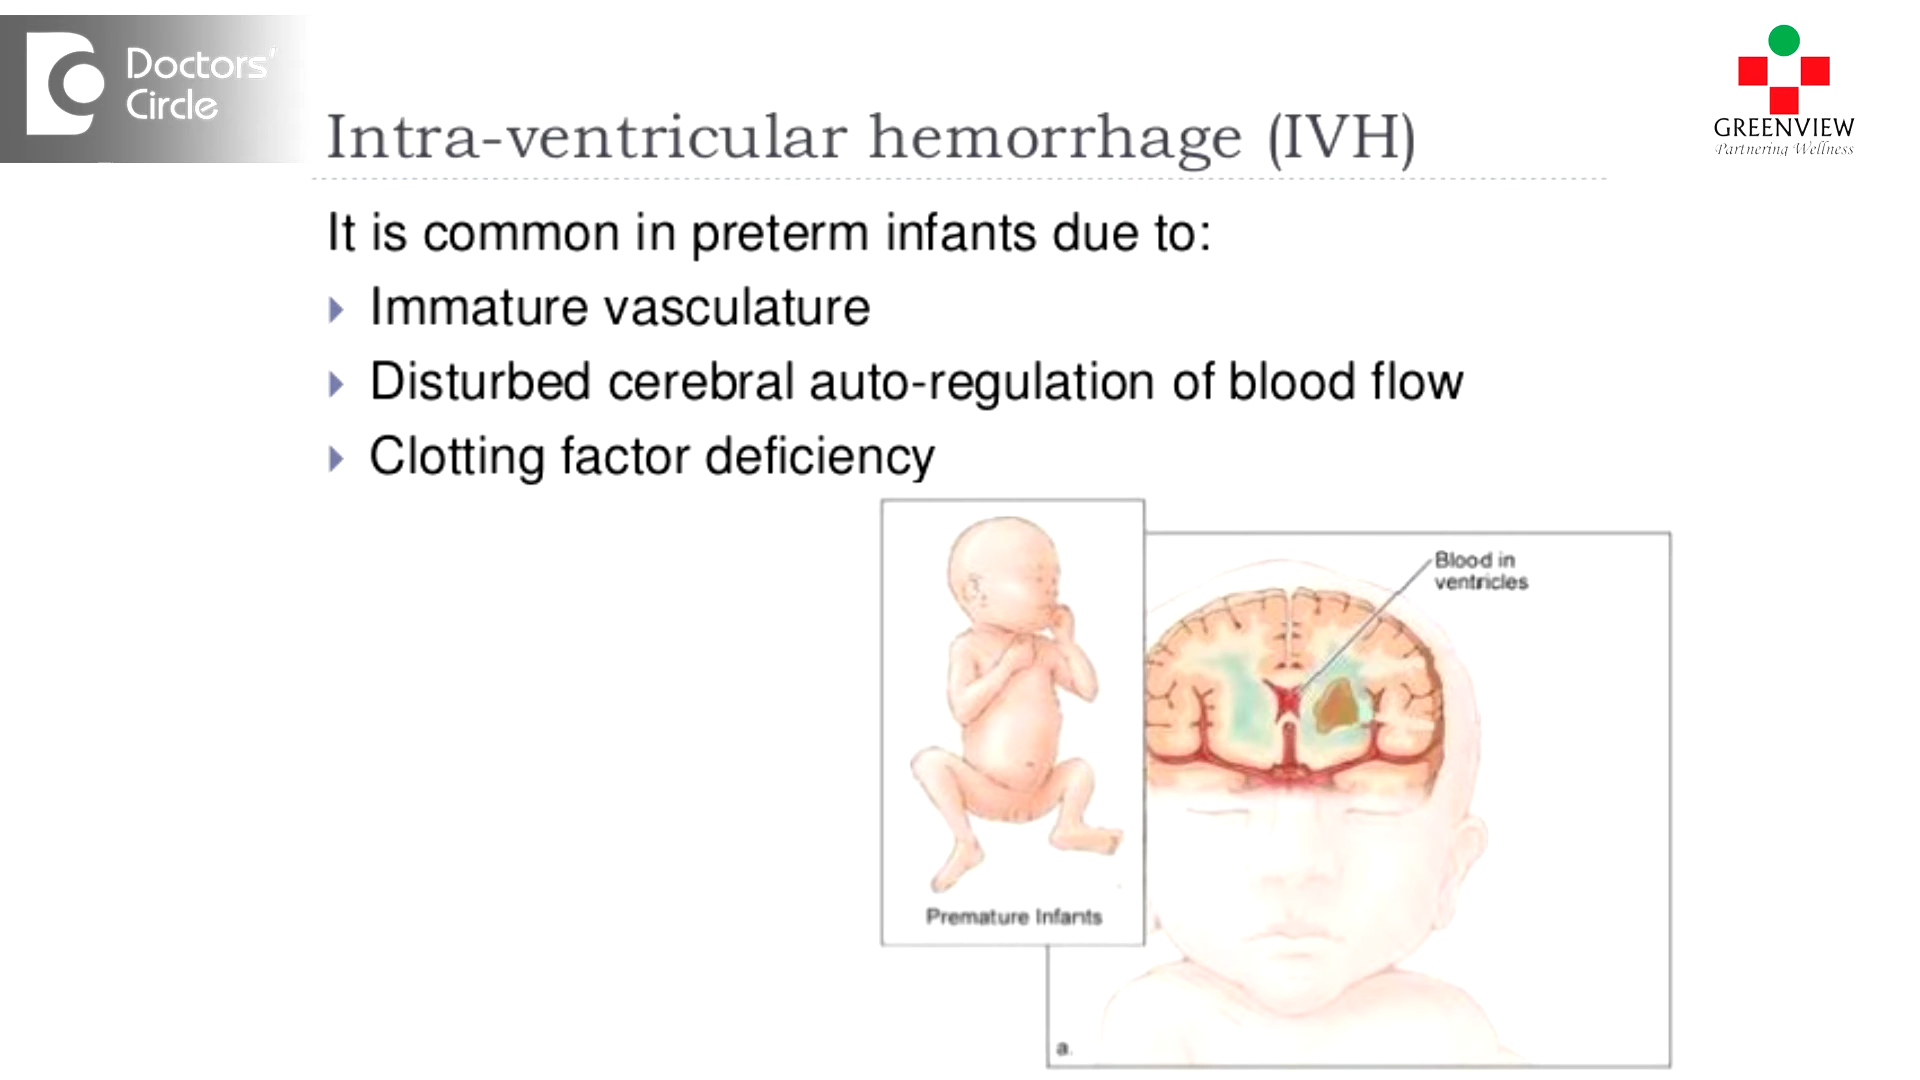 Doctors'
Circle
GREENVIEW
Partnering Wellness
Intra-ventricular hemorrhage (IVH)
It is common in preterm infants due to:
Immature vasculature
Disturbed cerebral auto-regulation of blood flow
Clotting factor deficiency
Blood in
ventricles
Premature Infants
a.